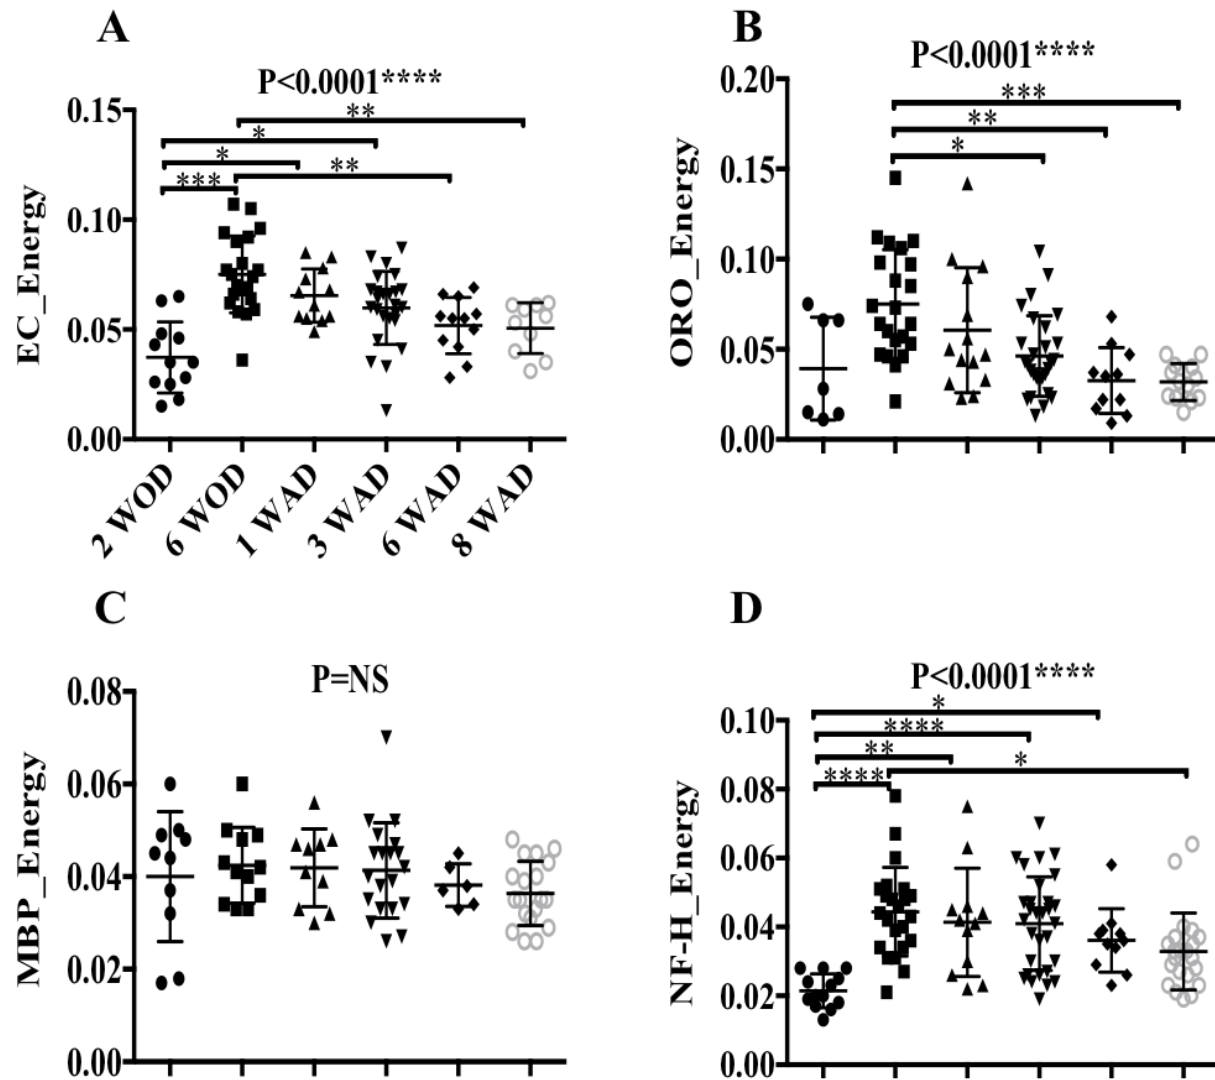 A
P<0.0001****
**
*
*
**
***
EC_Energy
0.15
0.10
0.05
0.00
2 WOD
6 WOD
1 WAD
3 WAD
6 WAD
8 WAD
B
P<0.0001****
***
**
*
ORO_Energy
0.20
0.15
0.10
0.05
0.00
C
P=NS
MBP_Energy
0.08
0.06
0.04
0.02
0.00
D
P<0.0001****
*
****
**
*
****
NF-H_Energy
0.10
0.08
0.06
0.04
0.02
0.00